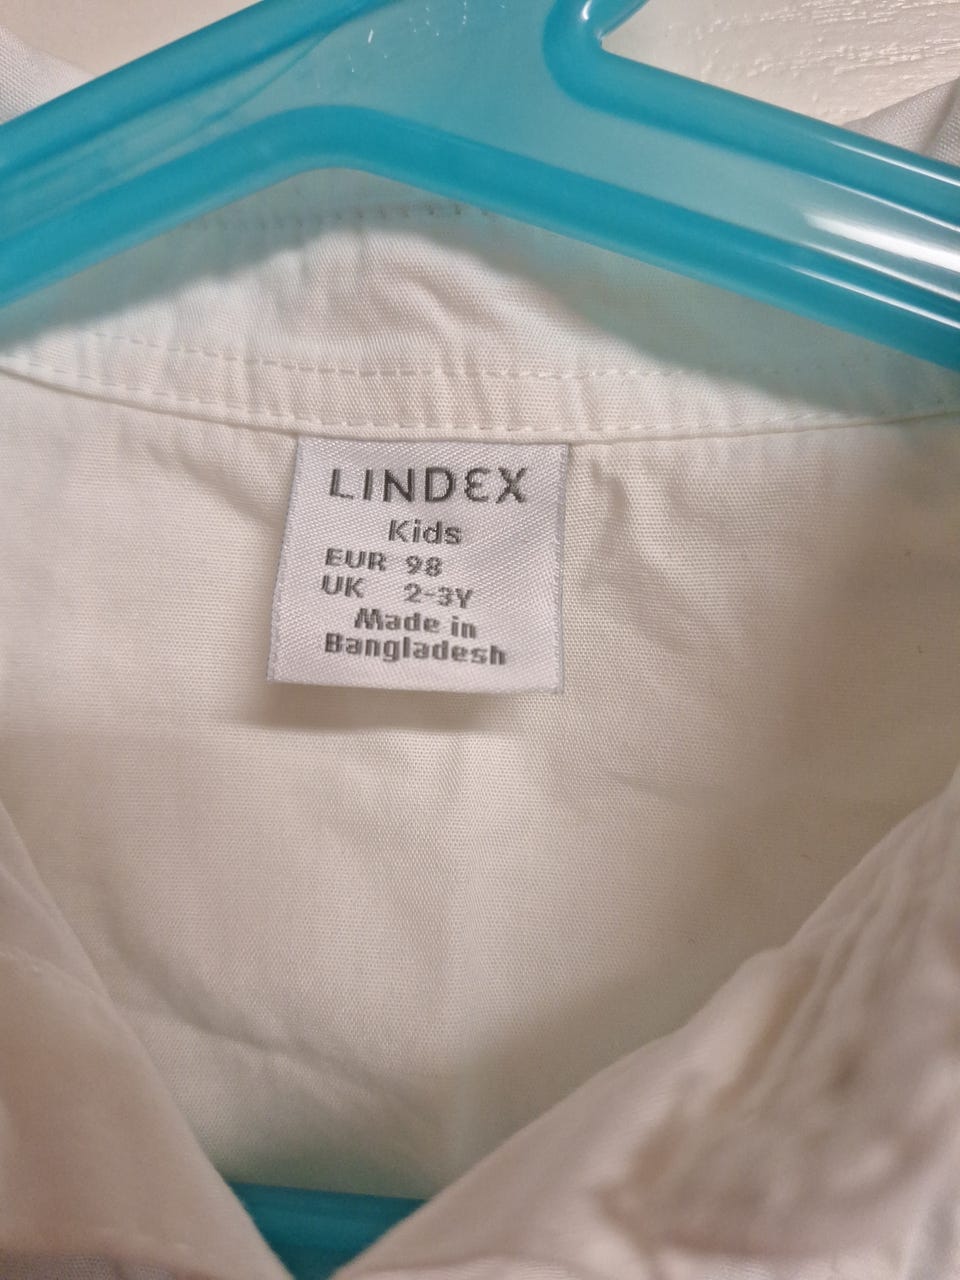 LINDEX
Kids
EUR 98
UK 2-3Y
Made in
Bangladesh